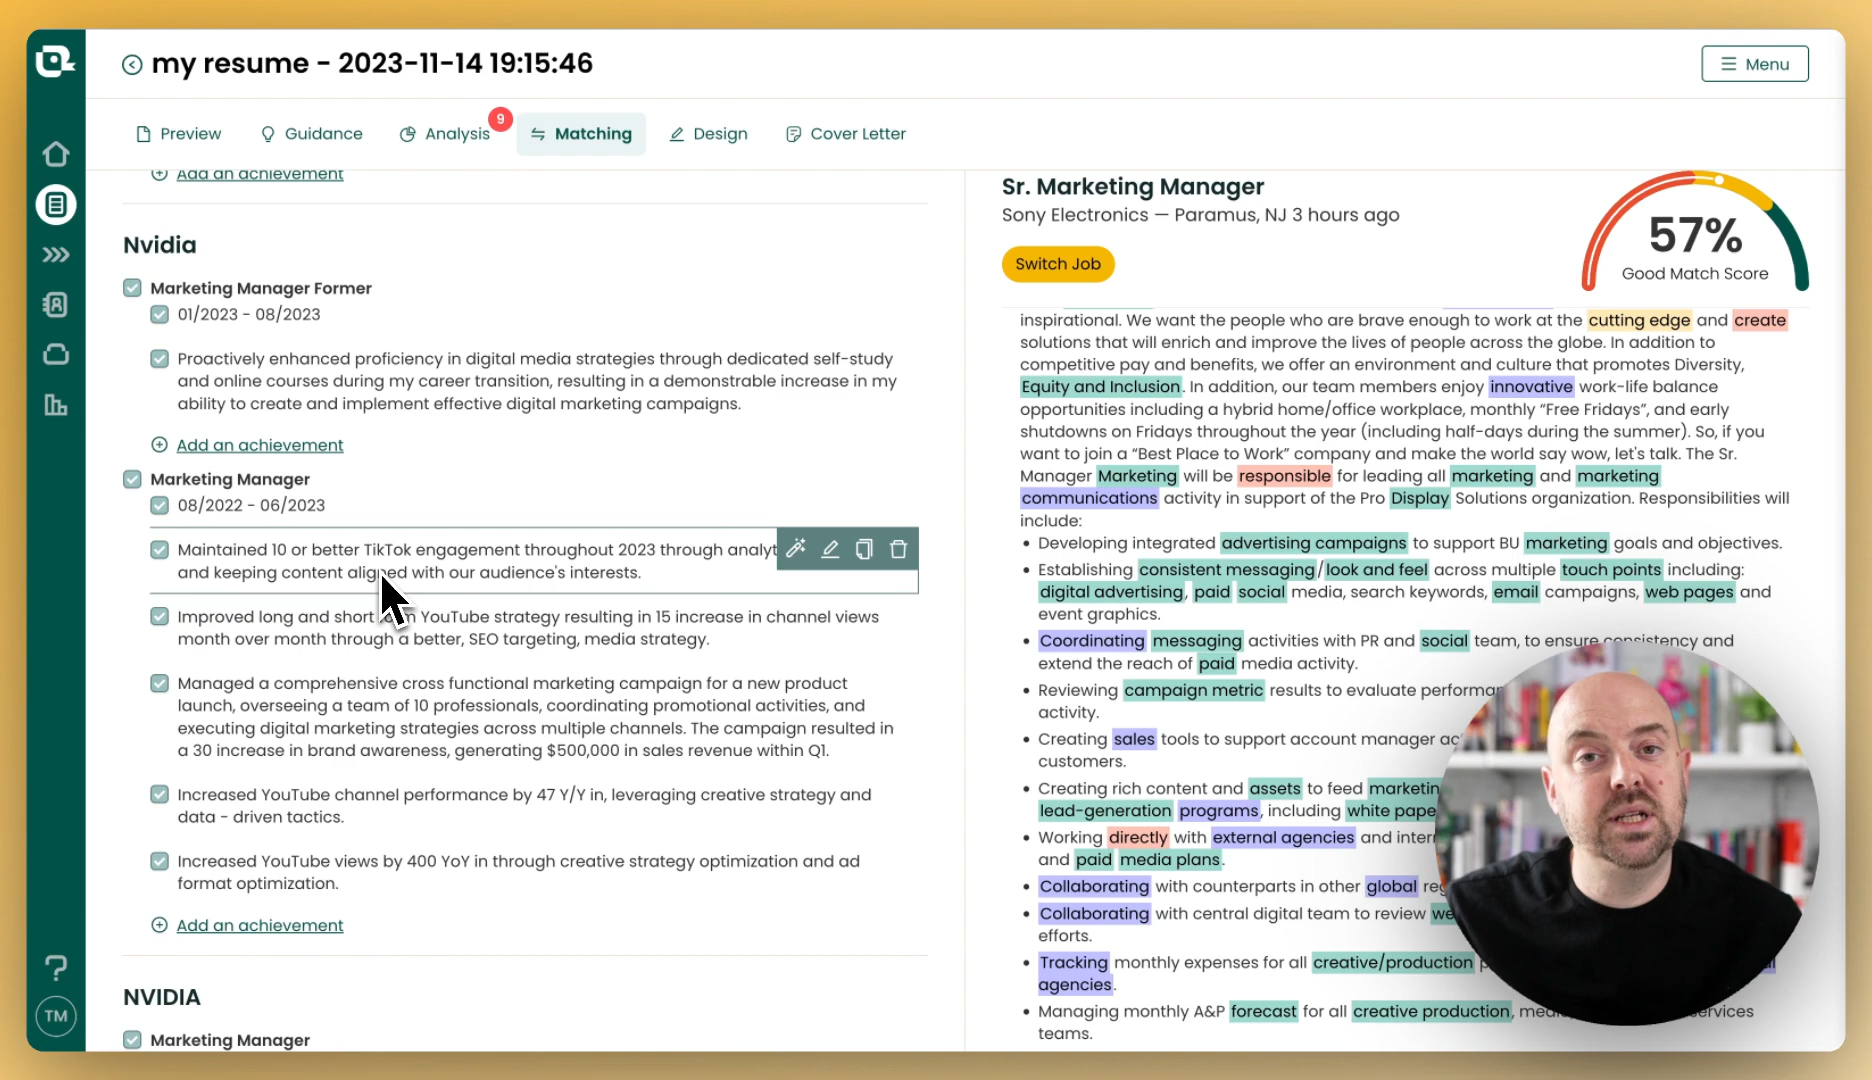 my resume - 2023-11-14 19:15:46
Menu
Preview
Guidance
Analysis
9
Matching
Design
Cover Letter
Add an achievement
Nvidia
Marketing Manager Former
01/2023 - 08/2023
Proactively enhanced proficiency in digital media strategies through dedicated self-study
and online courses during my career transition, resulting in a demonstrable increase in my
ability to create and implement effective digital marketing campaigns.
Add an achievement
Marketing Manager
08/2022 - 06/2023
Maintained 10 or better TikTok engagement throughout 2023 through
and keeping content aligned with our audience's interests.
Improved long and short YouTube strategy resulting in 15 increase in channel views
month over month through a better, SEO targeting, media strategy.
Managed a comprehensive cross functional marketing campaign for a new product
launch, overseeing a team of 10 professionals, coordinating promotional activities, and
executing digital marketing strategies across multiple channels. The campaign resulted in
a 30 increase in brand awareness, generating $500,000 in sales revenue within Q1.
Increased YouTube channel performance by 47 Y/Y in, leveraging creative strategy and
data - driven tactics.
Increased YouTube views by 400 YoY in through creative strategy optimization and ad
format optimization.
Add an achievement
NVIDIA
Marketing Manager
?
TM
Sr. Marketing Manager
Sony Electronics — Paramus, NJ 3 hours ago
Switch Job
57%
Good Match Score
inspirational. We want the people who are brave enough to work at the cutting edge and create
solutions that will enrich and improve the lives of people across the globe. In addition to
competitive pay and benefits, we offer an environment and culture that promotes Diversity,
Equity and Inclusion. In addition, our team members enjoy innovative work-life balance
opportunities including a hybrid home/office workplace, monthly “Free Fridays”, and early
shutdowns on Fridays throughout the year (including half-days during the summer). So, if you
want to join a “Best Place to Work” company and make the world say wow, let's talk. The Sr.
Manager Marketing will be responsible for leading all marketing and marketing
communications activity in support of the Pro Display Solutions organization. Responsibilities will
include:
• Developing integrated advertising campaigns to support BU marketing goals and objectives.
• Establishing consistent messaging/look and feel across multiple touch points including:
digital advertising, paid social media, search keywords, email campaigns, web pages and
event graphics.
• Coordinating messaging activities with PR and social team, to ensure consistency and
extend the reach of paid media activity.
• Reviewing campaign metric results to evaluate
activity.
• Creating sales tools to support account manager
customers.
• Creating rich content and assets to feed
lead-generation programs, including white
• Working directly with external agencies and
and paid media plans.
• Collaborating with counterparts in other global
• Collaborating with central digital team to review
efforts.
• Tracking monthly expenses for all creative/production
agencies.
• Managing monthly A&P forecast for all creative production,
teams.